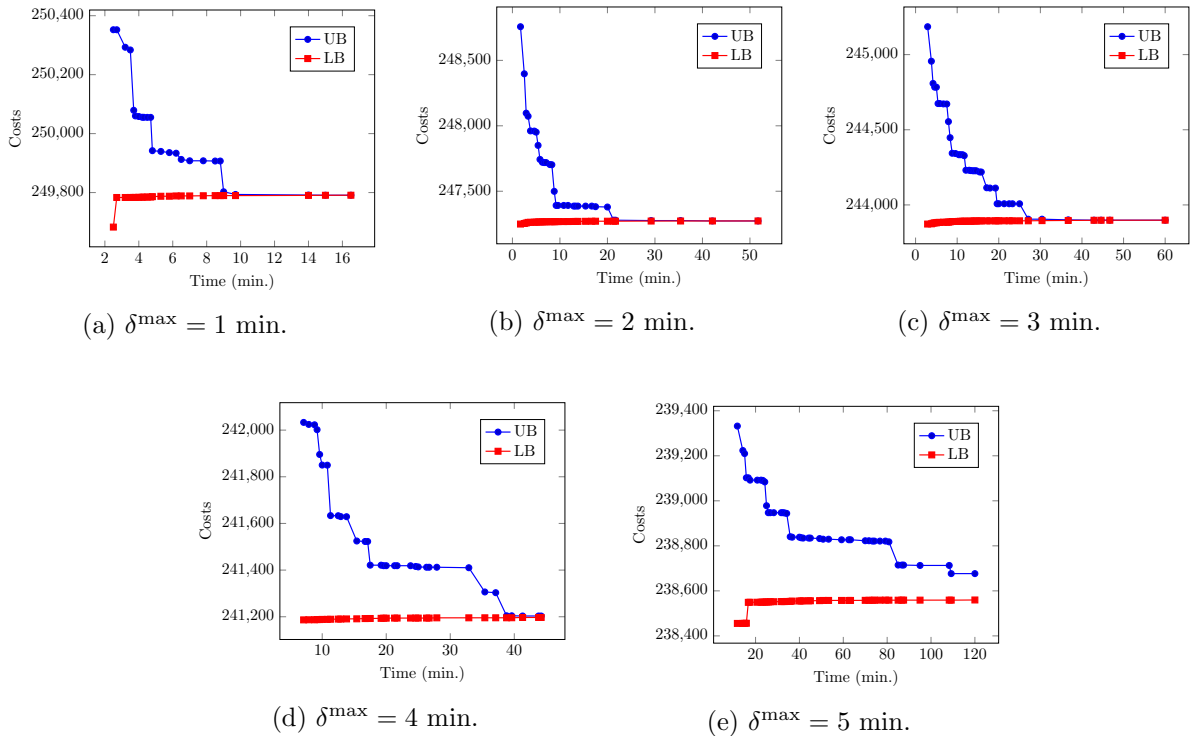 250,400
250,200
250,000
249,800
Costs
UB
LB
2 4 6 8 10 12 14 16
Time (min.)
(a) δ^max = 1 min.
248,500
248,000
247,500
Costs
UB
LB
0 10 20 30 40 50
Time (min.)
(b) δ^max = 2 min.
245,000
244,500
244,000
Costs
UB
LB
0 10 20 30 40 50 60
Time (min.)
(c) δ^max = 3 min.
242,000
241,800
241,600
241,400
241,200
Costs
UB
LB
10 20 30 40
Time (min.)
(d) δ^max = 4 min.
239,400
239,200
239,000
238,800
238,600
238,400
Costs
UB
LB
20 40 60 80 100 120
Time (min.)
(e) δ^max = 5 min.